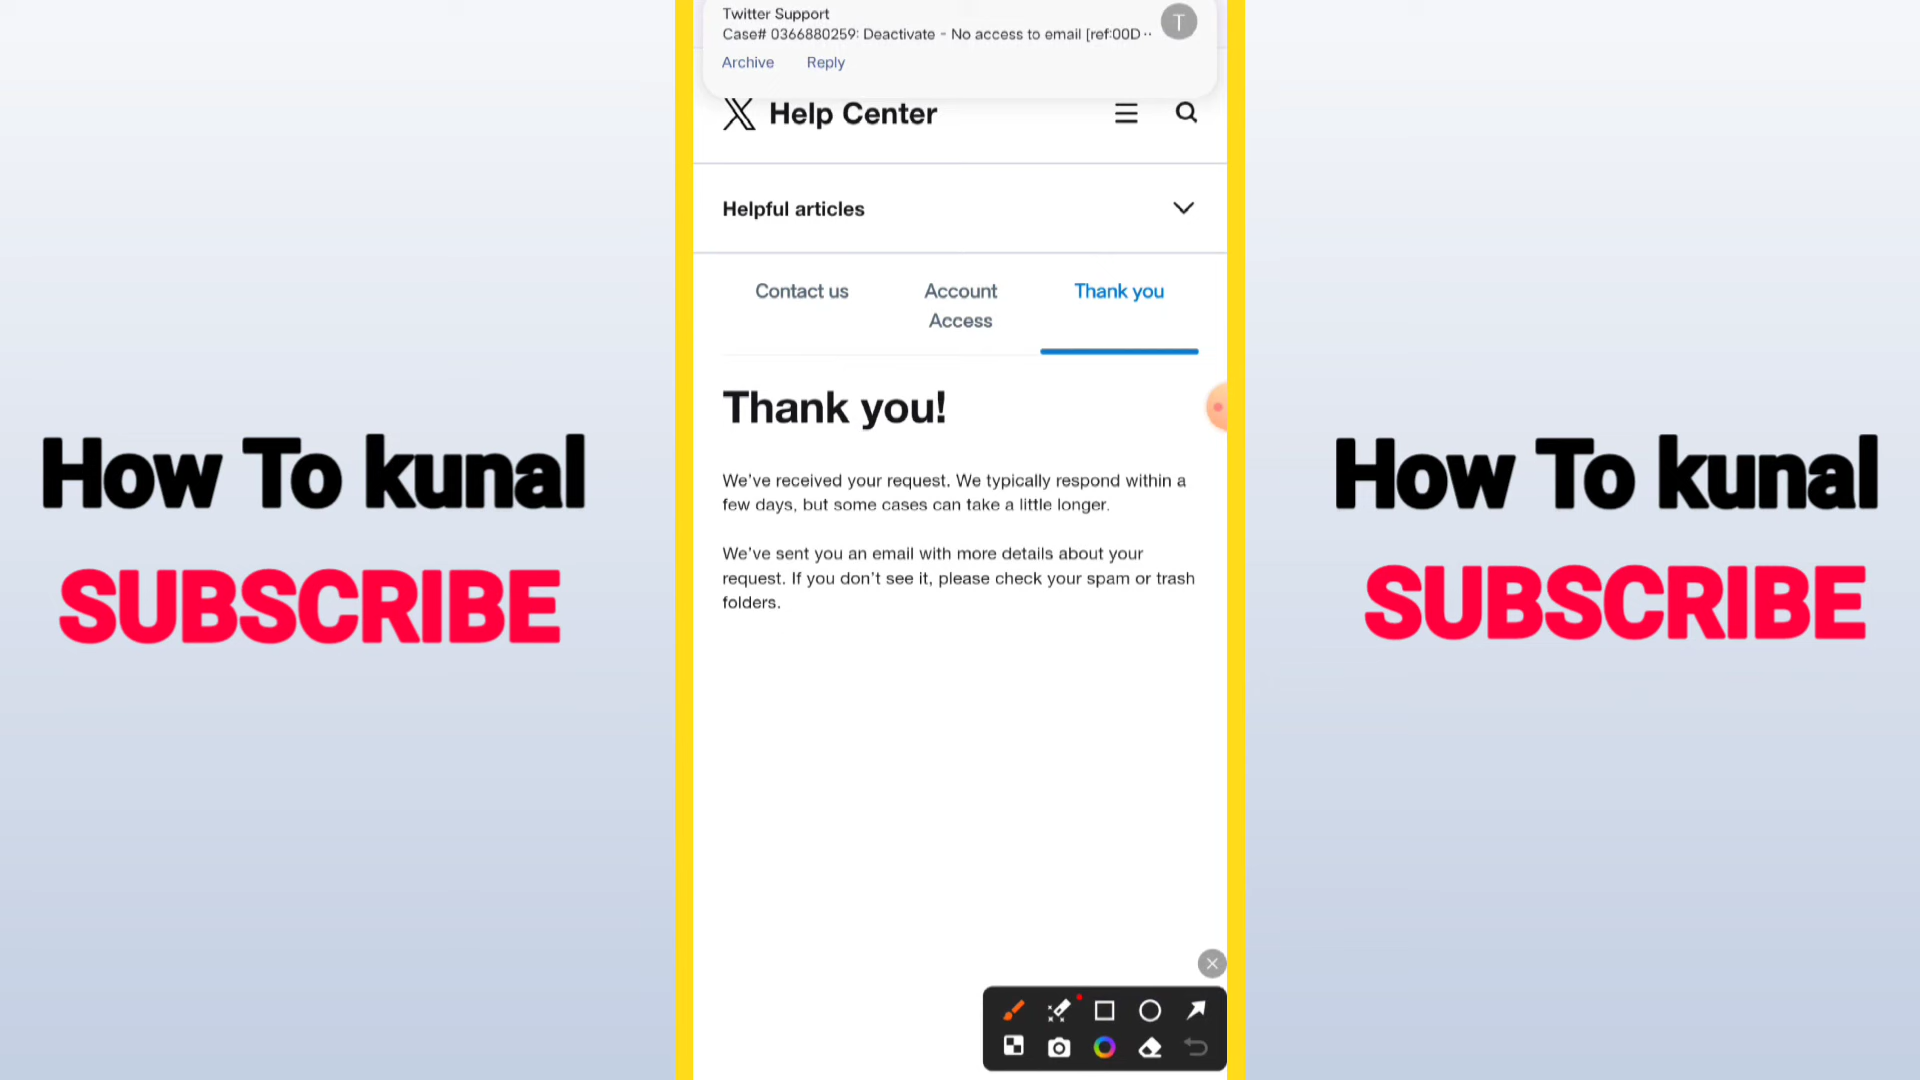 Twitter Support
T
Case# 0366880259: Deactivate - No access to email [ref:00D ··
Archive Reply
X Help Center
Helpful articles
Contact us
Account
Access
Thank you
Thank you!
We've received your request. We typically respond within a
few days, but some cases can take a little longer.
We've sent you an email with more details about your
request. If you don't see it, please check your spam or trash
folders.
How To kunal
SUBSCRIBE
How To kunal
SUBSCRIBE